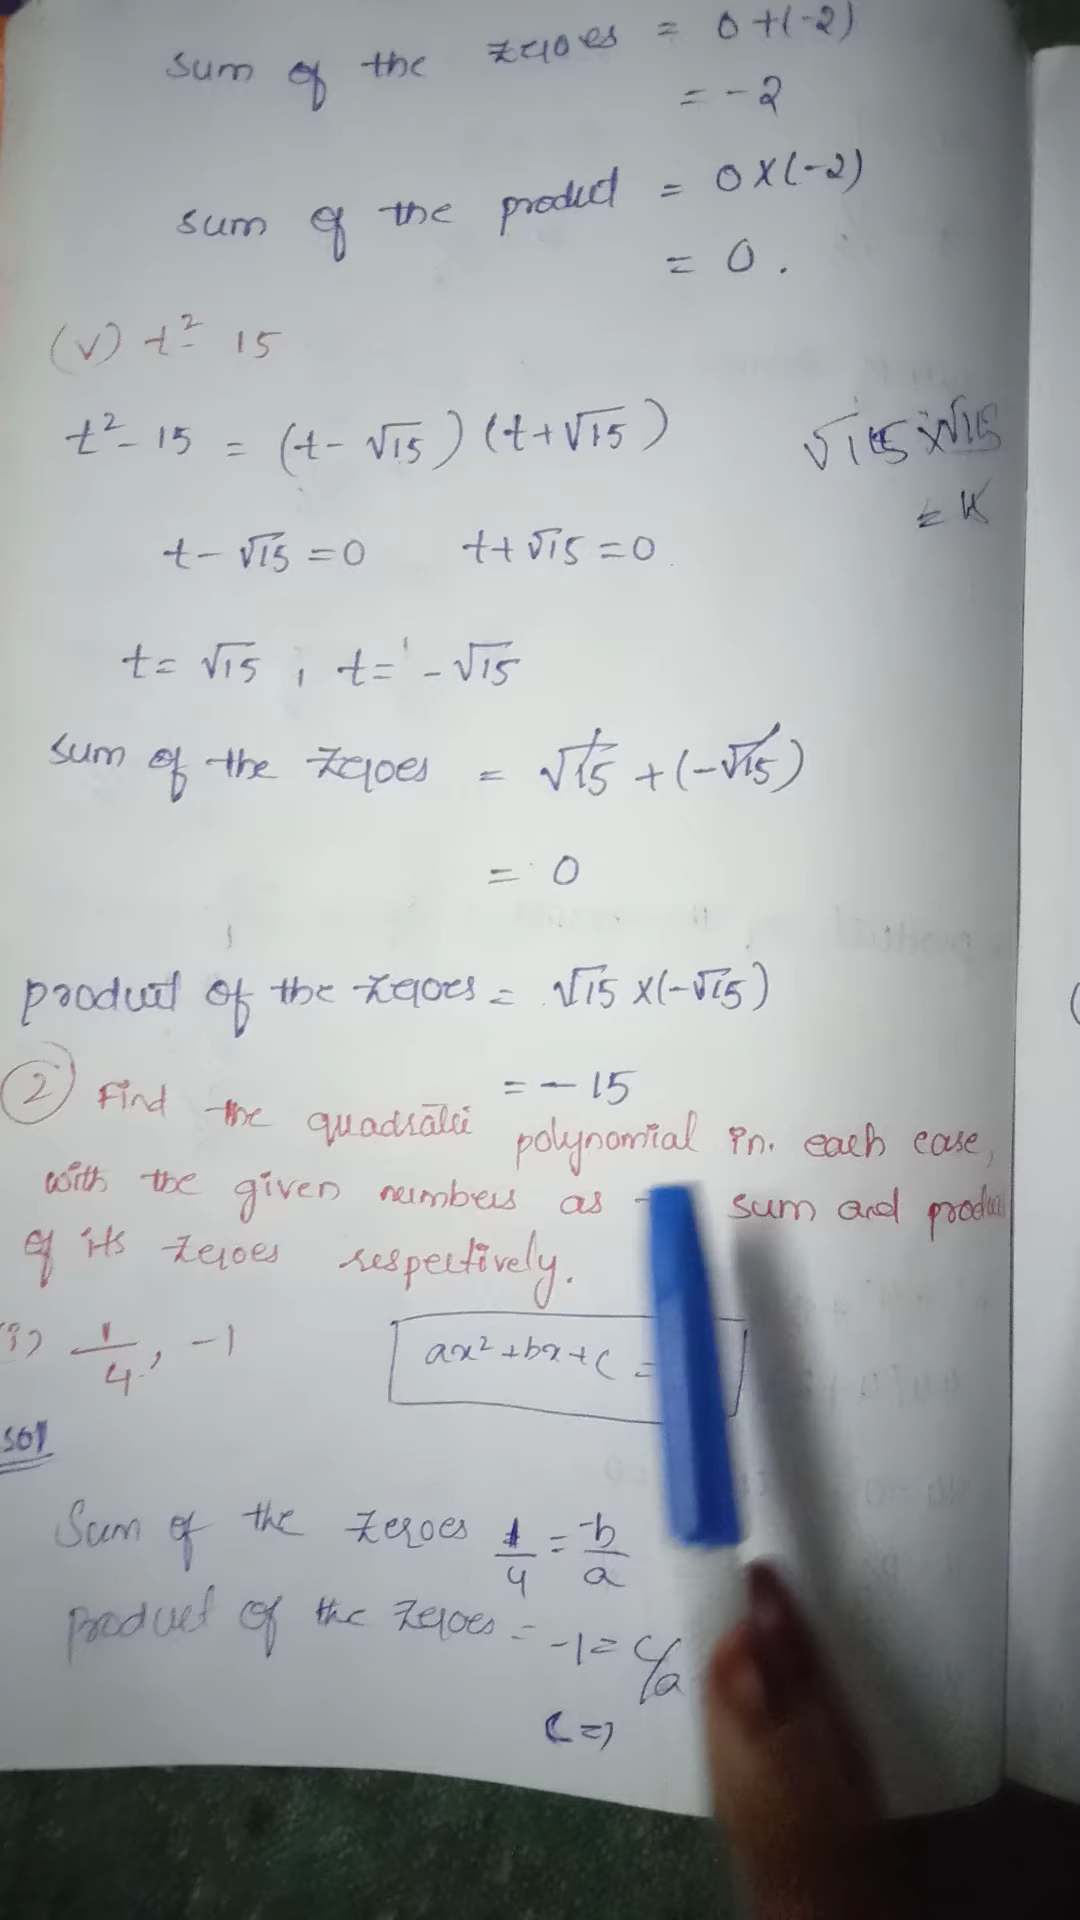 sum of the zeroes = 0 + (-2)
= -2
sum of the product = 0 x (-2)
= 0.
(v) t² - 15
t² - 15 = (t - √15) (t + √15)
t - √15 = 0 t + √15 = 0
t = √15 , t = - √15
sum of the zeroes = √15 + (-√15)
= 0
product of the zeroes = √15 x (-√15)
= - 15
(2) Find the quadratic polynomial in each case,
with the given numbers as sum and
of its zeroes respectively.
i) 1/4, -1
ax² + bx + c =
sol
Sum of the zeroes 1/4 = -b/a
product of the zeroes = -1 = c/a